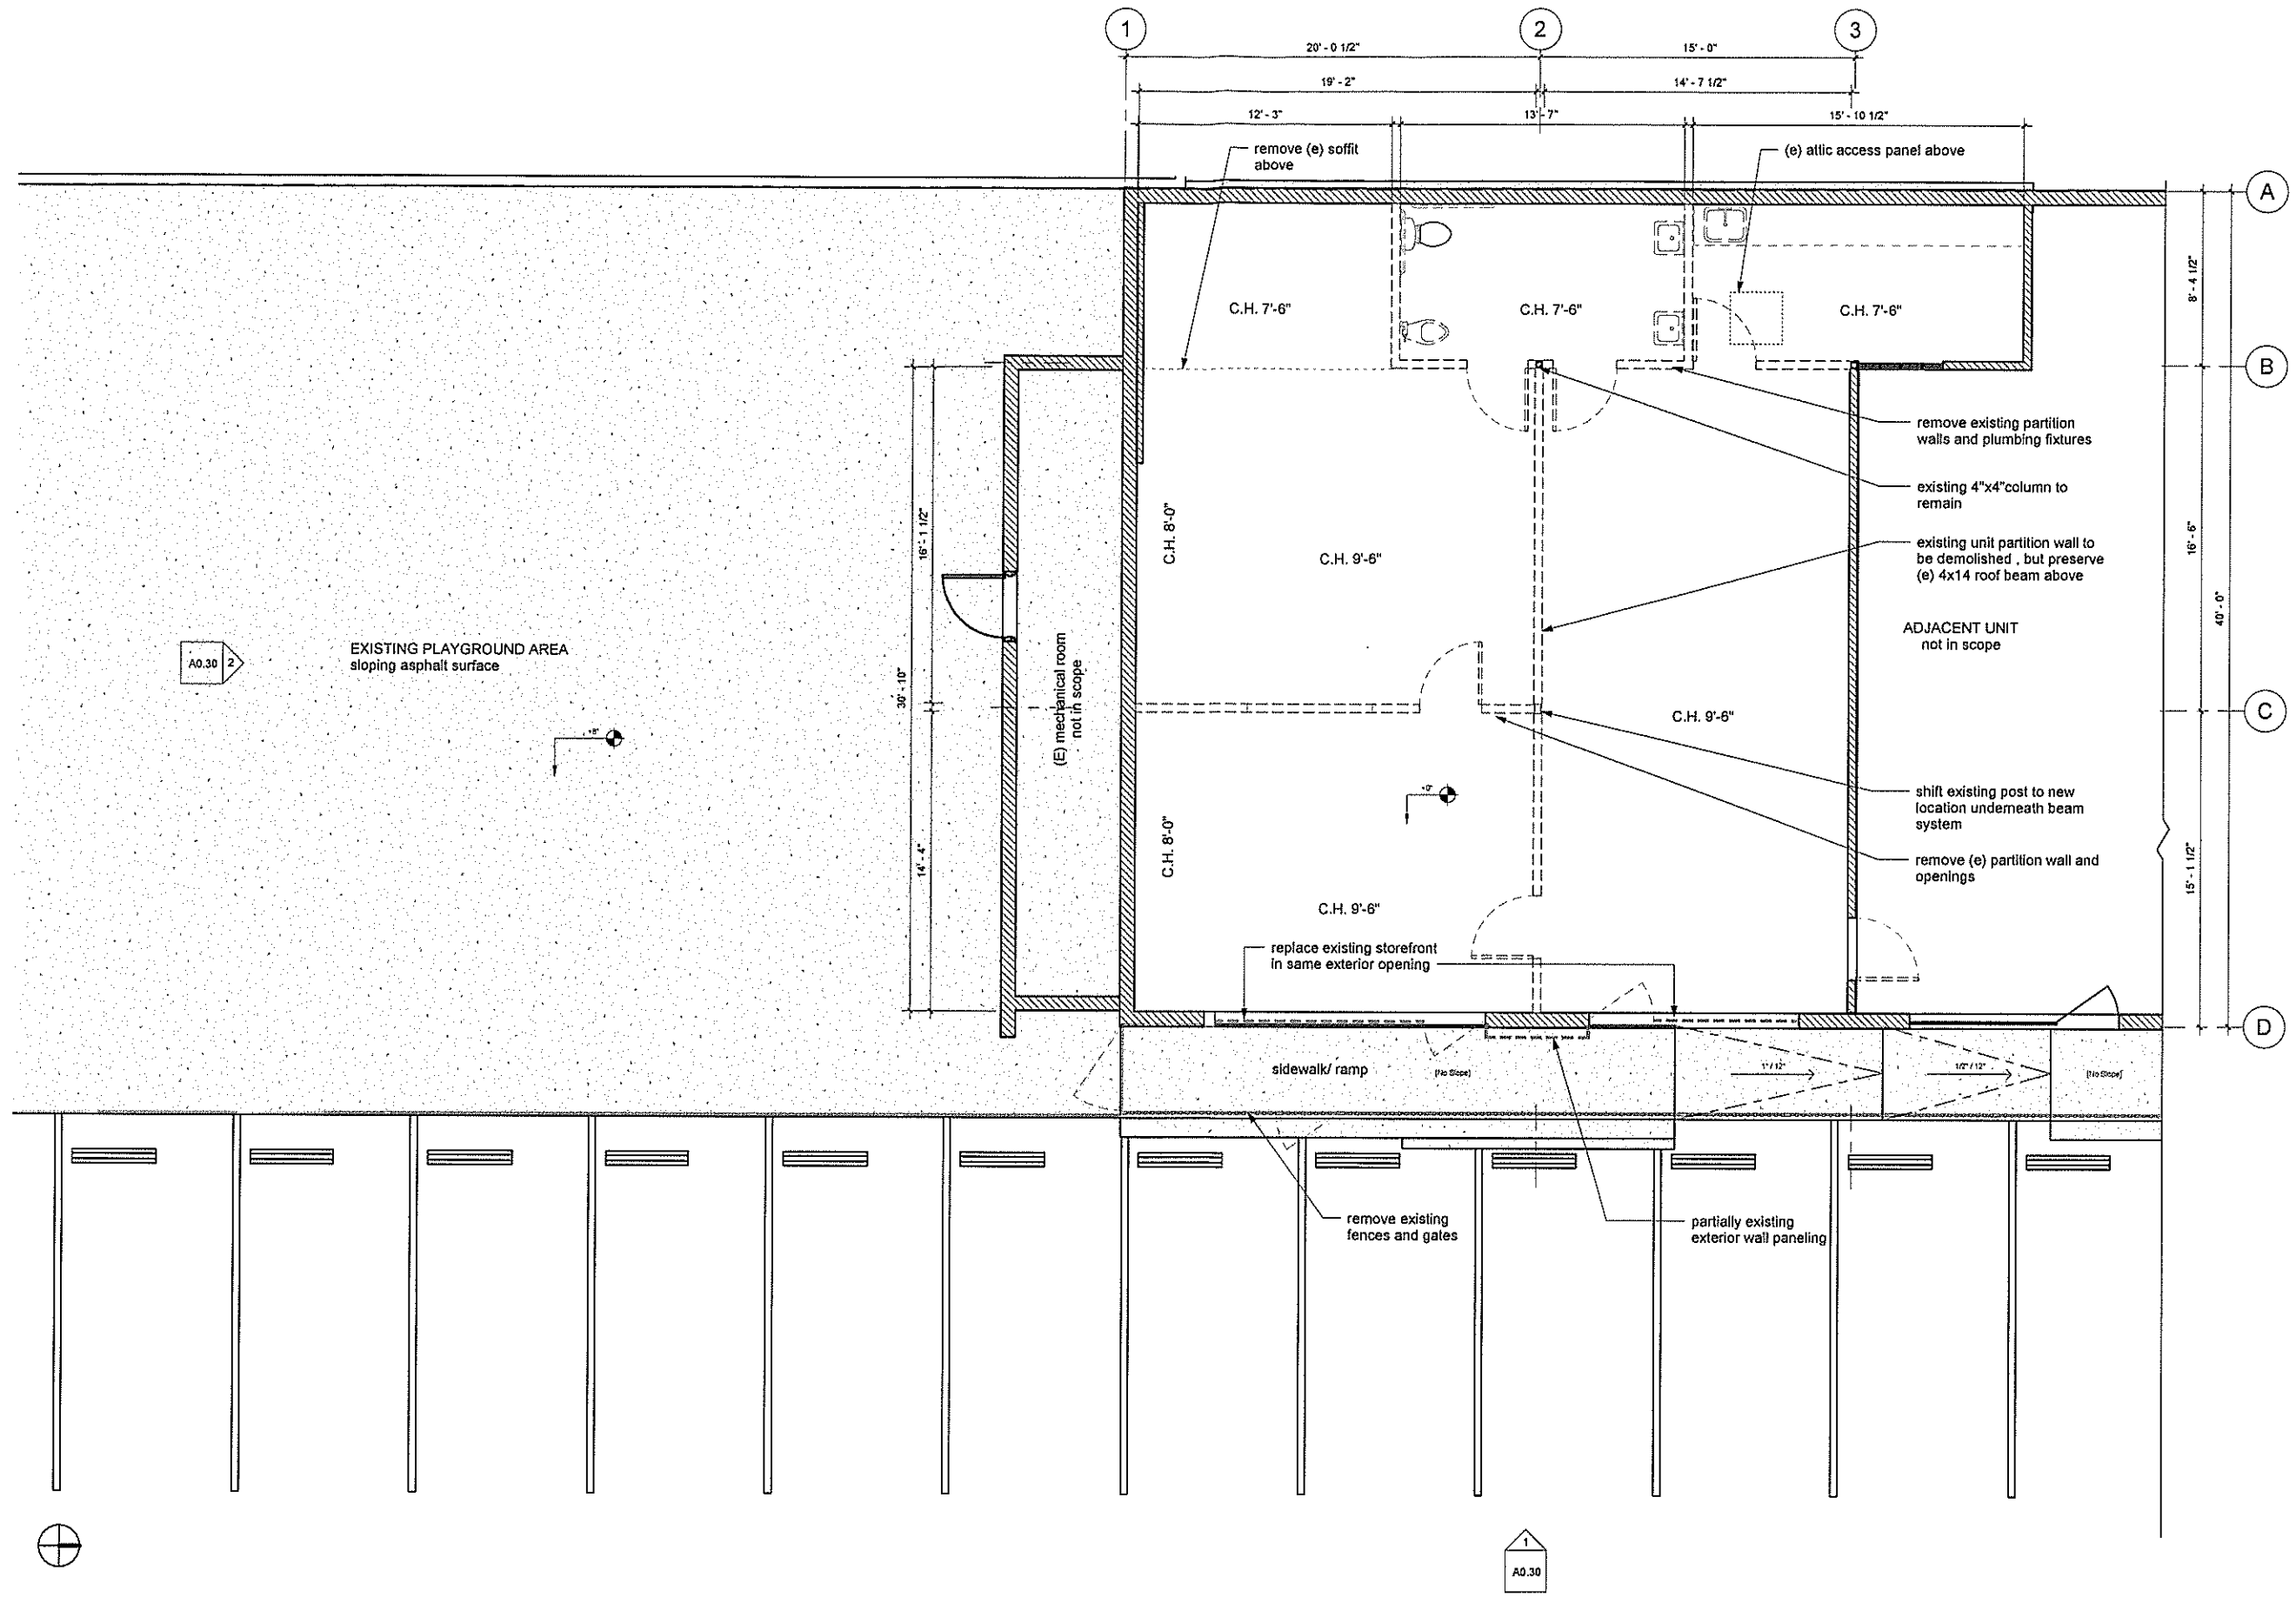 1
2
3
20' - 0 1/2"
15' - 0"
19' - 2"
14' - 7 1/2"
12' - 3"
13' - 7"
15' - 10 1/2"
remove (e) soffit
above
(e) attic access panel above
A
8' - 4 1/2"
C.H. 7'-6"
C.H. 7'-6"
C.H. 7'-6"
B
remove existing partition
walls and plumbing fixtures
existing 4"x4"column to
remain
existing unit partition wall to
be demolished , but preserve
(e) 4x14 roof beam above
16' - 1 1/2"
C.H. 8'-0"
C.H. 9'-6"
16' - 6"
40' - 0"
ADJACENT UNIT
not in scope
A0.30
2
EXISTING PLAYGROUND AREA
sloping asphalt surface
30' - 10"
(E) mechanical room
not in scope
C.H. 9'-6"
C
+8"
+0"
shift existing post to new
location underneath beam
system
14' - 4"
C.H. 8'-0"
remove (e) partition wall and
openings
15' - 1 1/2"
C.H. 9'-6"
replace existing storefront
in same exterior opening
D
sidewalk/ ramp
[No Slope]
1" / 12"
1/2" / 12"
[No Slope]
remove existing
fences and gates
partially existing
exterior wall paneling
1
A0.30